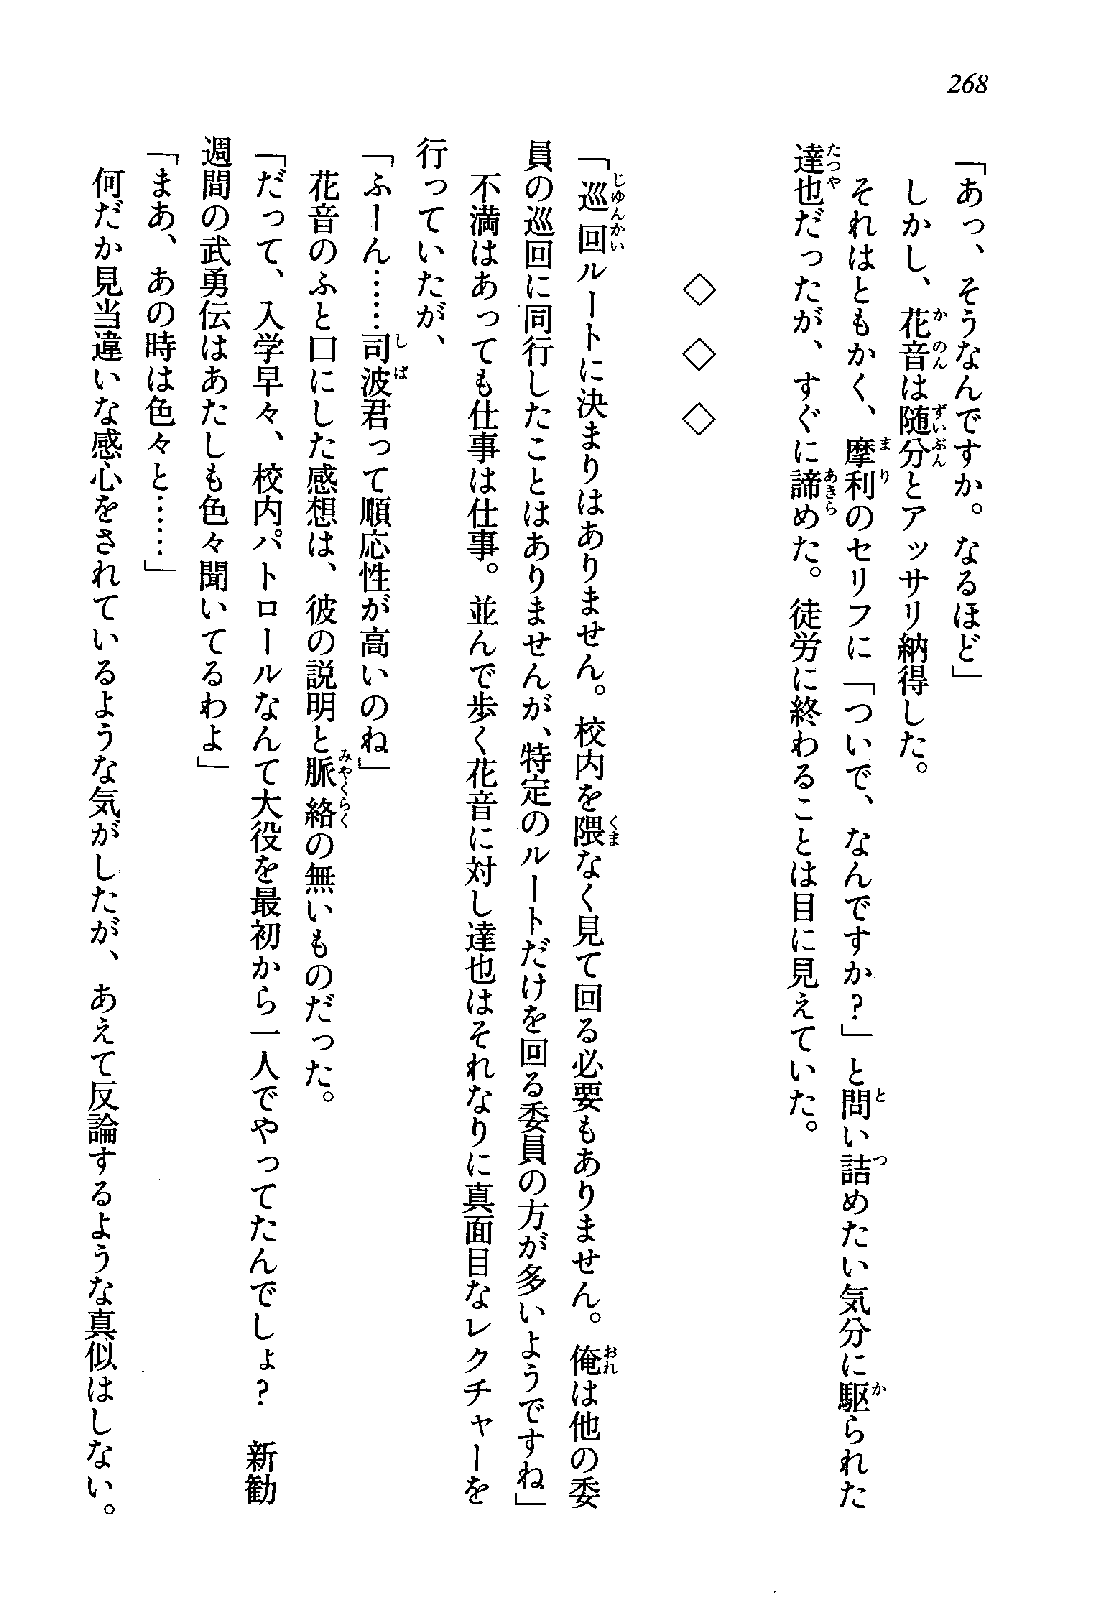 268
「あっ、そうなんですか。なるほど」
しかし、花音は随分とアッサリ納得した。
それはともかく、摩利のセリフに「ついで、なんですか？」と問い詰めたい気分に駆られた
達也だったが、すぐに諦めた。徒労に終わることは目に見えていた。
◇　◇　◇
「巡回ルートに決まりはありません。校内を隈なく見て回る必要もありません。俺は他の委
員の巡回に同行したことはありませんが、特定のルートだけを回る委員の方が多いようですね」
不満はあっても仕事は仕事。並んで歩く花音に対し達也はそれなりに真面目なレクチャーを
行っていたが、
「ふーん……司波君って順応性が高いのね」
花音のふと口にした感想は、彼の説明と脈絡の無いものだった。
「だって、入学早々、校内パトロールなんて大役を最初から一人でやってたんでしょ？　新勧
週間の武勇伝はあたしも色々聞いてるわよ」
「まあ、あの時は色々と……」
何だか見当違いな感心をされているような気がしたが、あえて反論するような真似はしない。